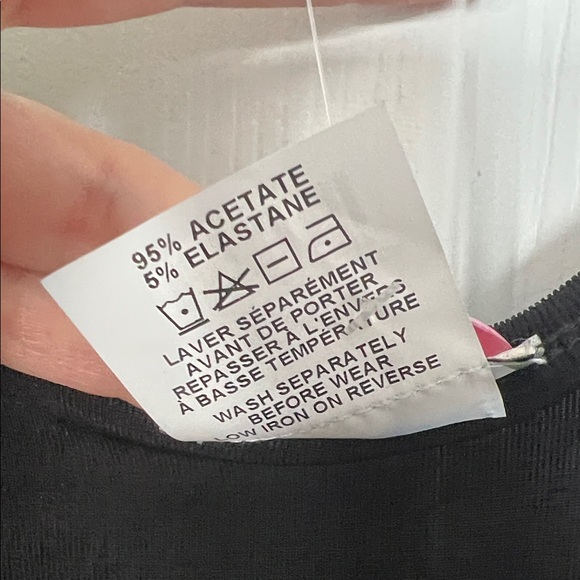 95% ACETATE
5% ELASTANE
LAVER SÉPARÉMENT
AVANT DE PORTER
REPASSER À L'ENVERS
À BASSE TEMPÉRATURE
WASH SEPARATELY
BEFORE WEAR
LOW IRON ON REVERSE